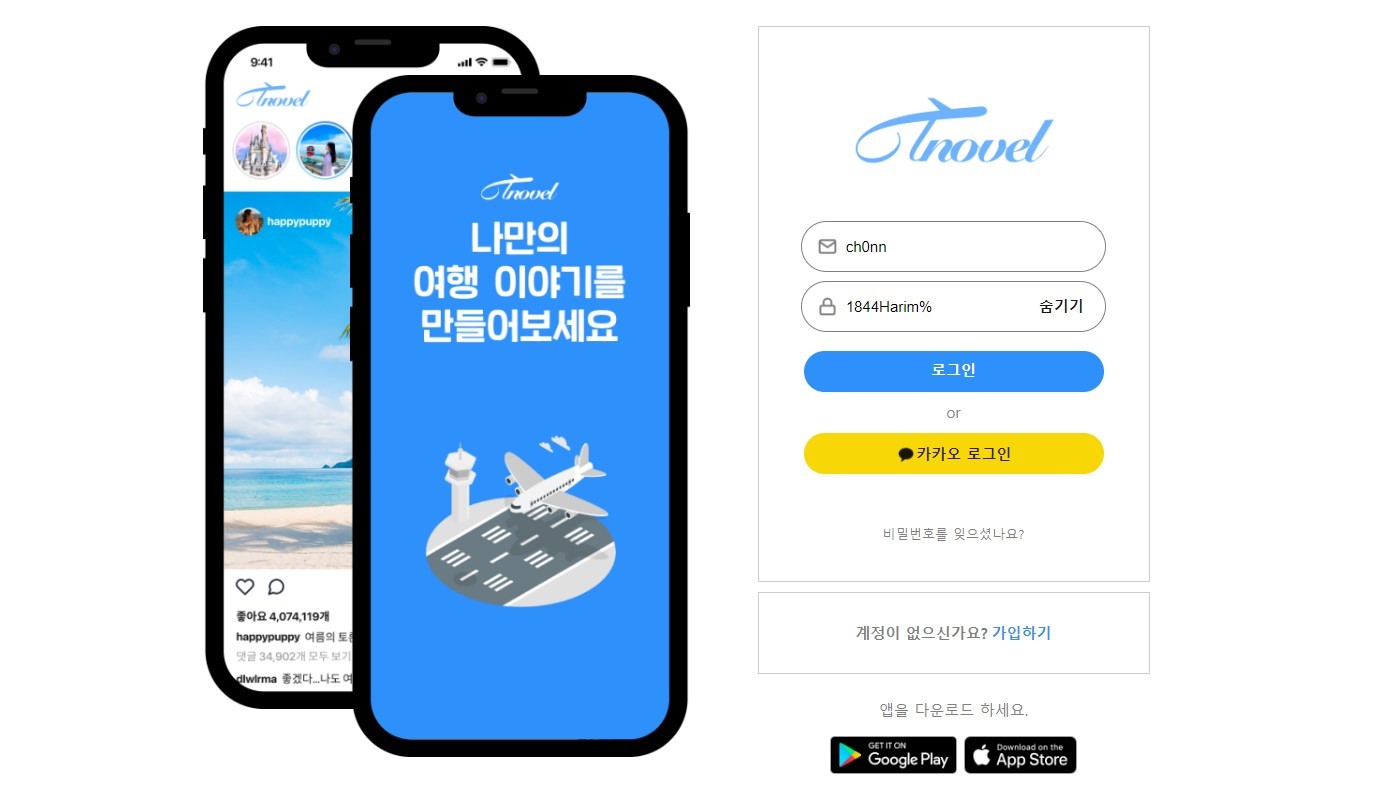 9:41
Tnovel
happypuppy
좋아요 4,074,119개
happypuppy 여름의 토
댓글 34,902개 모두 보기
dlwlrma 좋겠다...나도 여
Tnovel
나만의
여행 이야기를
만들어보세요
Tnovel
ch0nn
1844Harim% 숨기기
로그인
or
카카오 로그인
비밀번호를 잊으셨나요?
계정이 없으신가요? 가입하기
앱을 다운로드 하세요.
GET IT ON
Google Play
Download on the
App Store